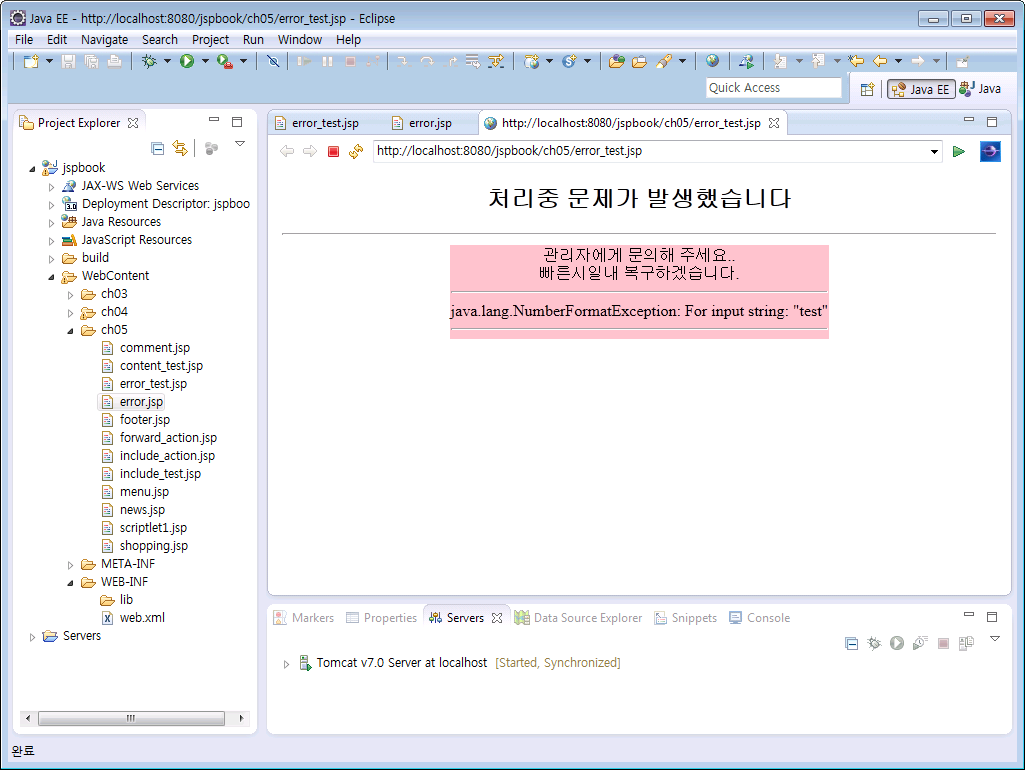 Java EE - http://localhost:8080/jspbook/ch05/error_test.jsp - Eclipse
File Edit Navigate Search Project Run Window Help
Quick Access
Java EE
Java
Project Explorer
jspbook
JAX-WS Web Services
3.0
Deployment Descriptor: jspboo
Java Resources
JavaScript Resources
build
WebContent
ch03
ch04
ch05
comment.jsp
content_test.jsp
error_test.jsp
error.jsp
footer.jsp
forward_action.jsp
include_action.jsp
include_test.jsp
menu.jsp
news.jsp
scriptlet1.jsp
shopping.jsp
META-INF
WEB-INF
lib
web.xml
Servers
error_test.jsp
error.jsp
http://localhost:8080/jspbook/ch05/error_test.jsp
http://localhost:8080/jspbook/ch05/error_test.jsp
처리중 문제가 발생했습니다
관리자에게 문의해 주세요..
빠른시일내 복구하겠습니다.
java.lang.NumberFormatException: For input string: "test"
Markers Properties Servers Data Source Explorer Snippets Console
Tomcat v7.0 Server at localhost [Started, Synchronized]
완료